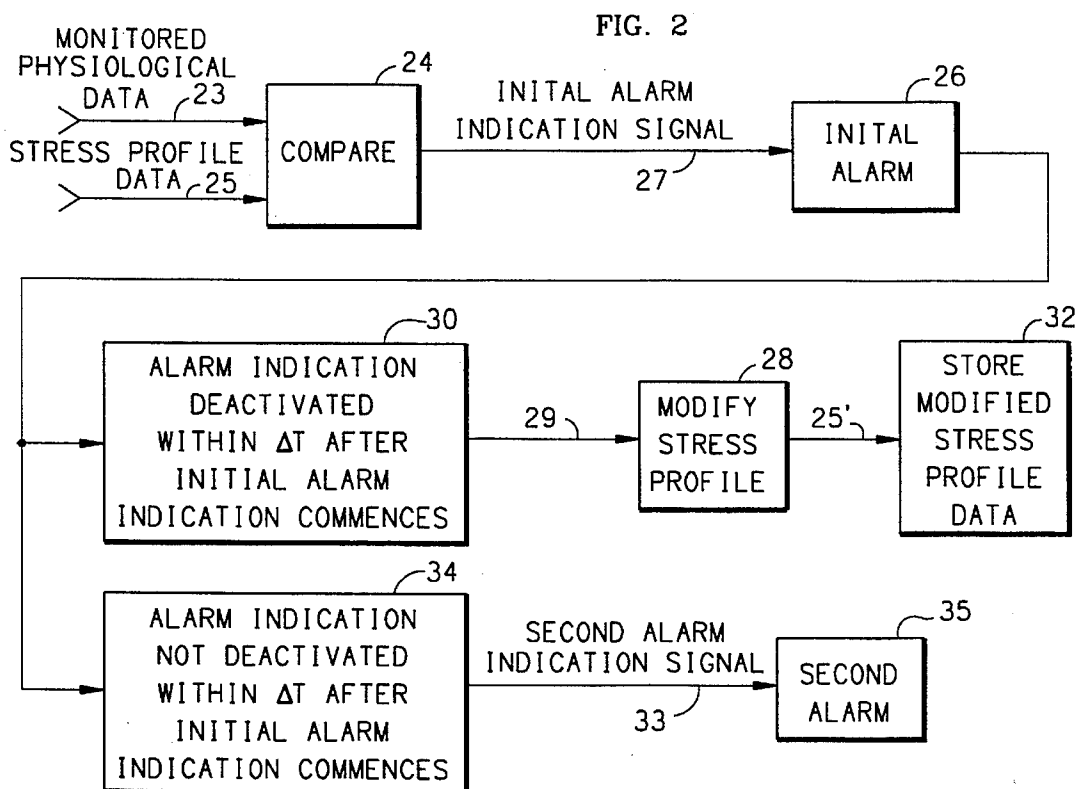 FIG. 2
MONITORED
PHYSIOLOGICAL
DATA
23
STRESS PROFILE
DATA
25
24
COMPARE
INITAL ALARM
INDICATION SIGNAL
27
26
INITAL
ALARM
30
ALARM INDICATION
DEACTIVATED
WITHIN ΔT AFTER
INITIAL ALARM
INDICATION COMMENCES
29
28
MODIFY
STRESS
PROFILE
25'
32
STORE
MODIFIED
STRESS
PROFILE
DATA
34
ALARM INDICATION
NOT DEACTIVATED
WITHIN ΔT AFTER
INITIAL ALARM
INDICATION COMMENCES
SECOND ALARM
INDICATION SIGNAL
33
35
SECOND
ALARM